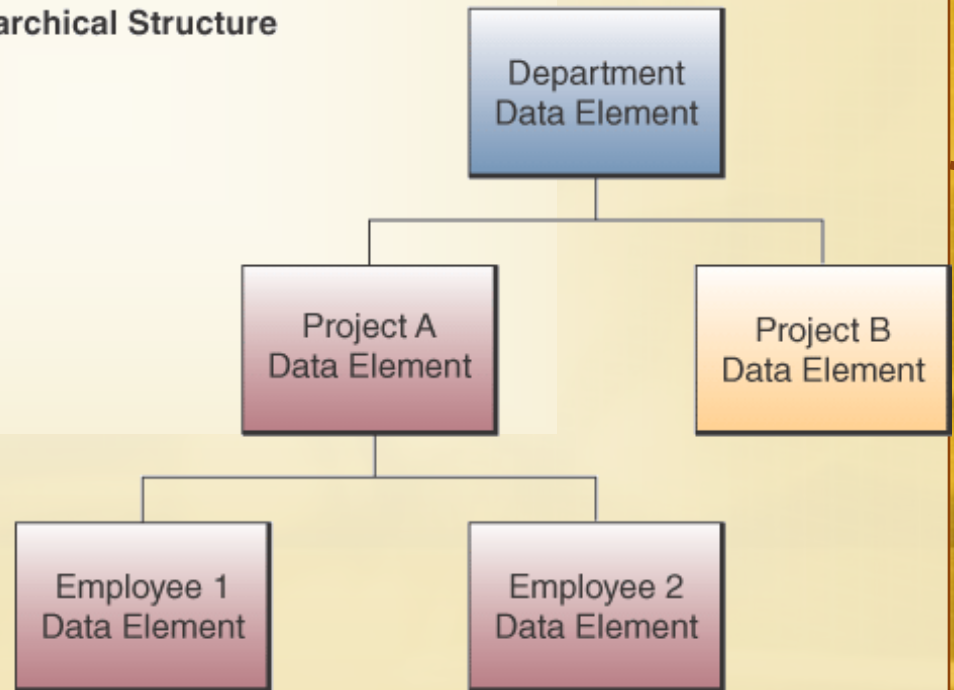 archical Structure
Department
Data Element
Project A
Data Element
Project B
Data Element
Employee 1
Data Element
Employee 2
Data Element